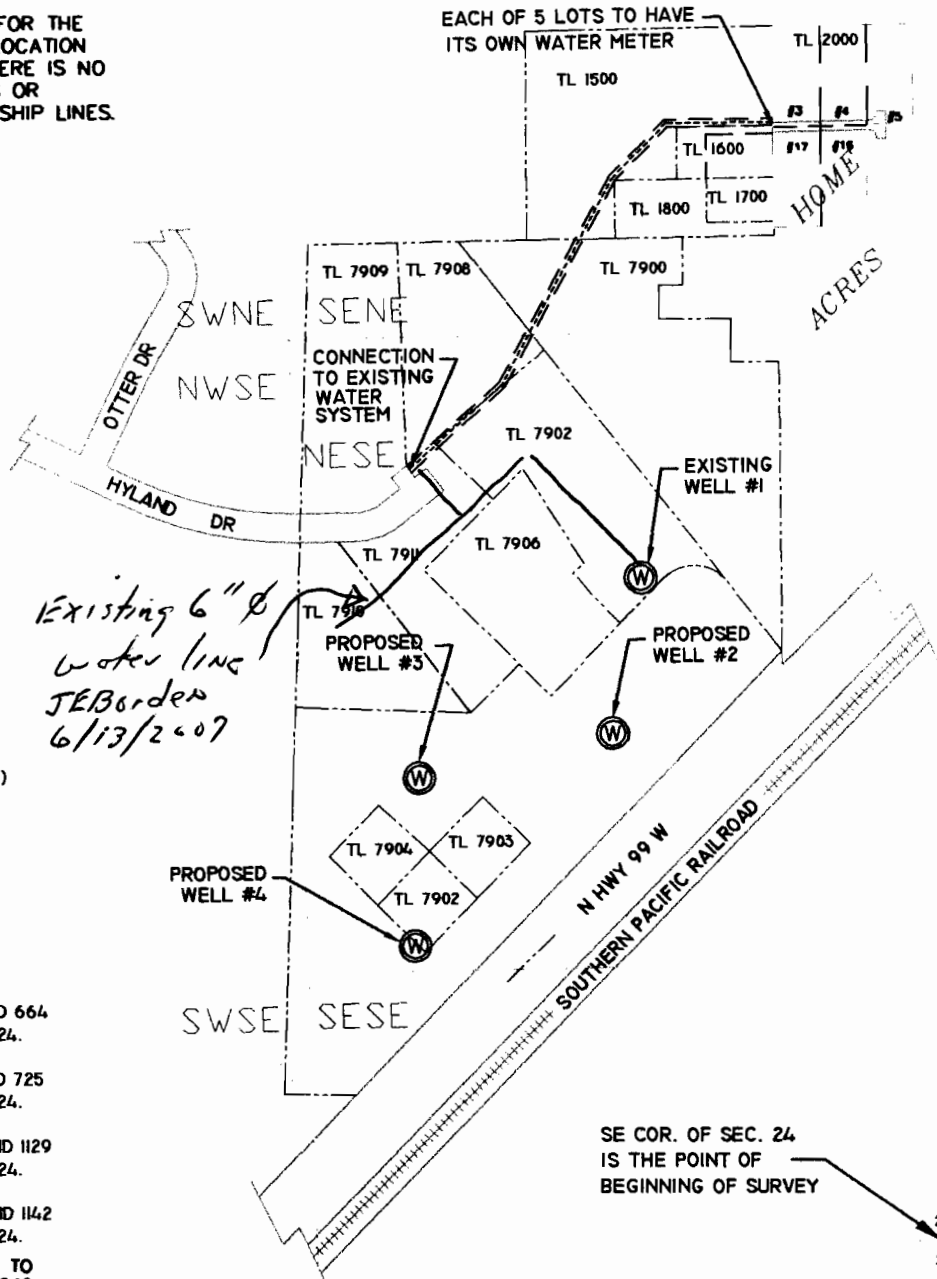 FOR THE
OCATION
ERE IS NO
OR
SHIP LINES.
EACH OF 5 LOTS TO HAVE
ITS OWN WATER METER
TL 2000
TL 1500
#3
#4
#5
TL 1600
#17
#16
TL 1800
TL 1700
HOME
ACRES
TL 7909
TL 7908
TL 7900
SWNE
SENE
OTTER DR
NWSE
CONNECTION
TO EXISTING
WATER
SYSTEM
NESE
TL 7902
EXISTING
WELL #1
HYLAND DR
TL 7911
TL 7906
W
Existing 6" ¢
water line
JEBorden
6/13/2007
TL 7910
PROPOSED
WELL #3
PROPOSED
WELL #2
W
W
)
TL 7904
TL 7903
PROPOSED
WELL #4
TL 7902
W
N HWY 99 W
SOUTHERN PACIFIC RAILROAD
SWSE
SESE
D 664
24.
D 725
24.
ID 1129
24.
ID 1142
24.
TO
SE COR. OF SEC. 24
IS THE POINT OF
BEGINNING OF SURVEY